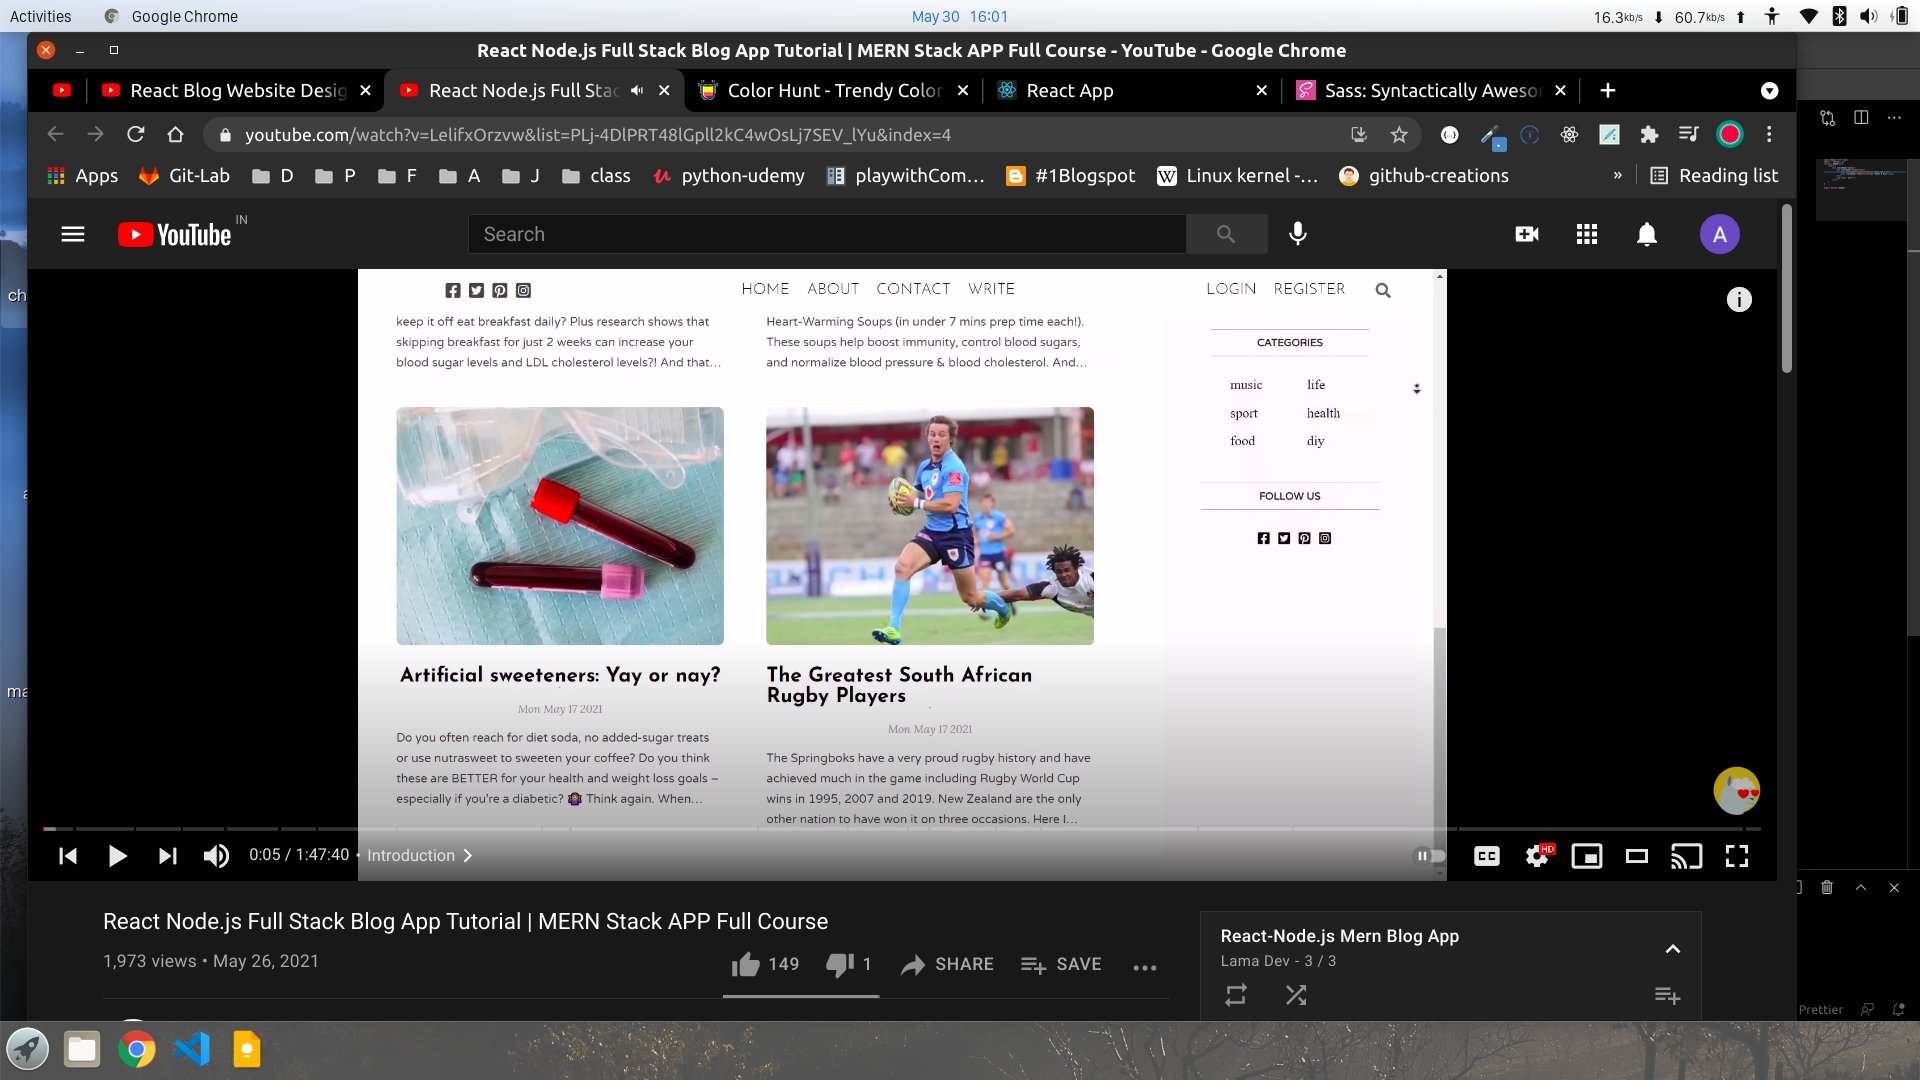 Activities
Google Chrome
May 30 16:01
16.3kb/s
60.7kb/s
React Node.js Full Stack Blog App Tutorial | MERN Stack APP Full Course - YouTube - Google Chrome
React Blog Website Desig
React Node.js Full Stac
Color Hunt - Trendy Color
React App
Sass: Syntactically Aweso
youtube.com/watch?v=LelifxOrzvw&list=PLj-4DlPRT48lGpll2kC4wOsLj7SEV_lYu&index=4
Apps
Git-Lab
D
P
F
A
J
class
python-udemy
playwithCom...
#1Blogspot
Linux kernel -...
github-creations
»
Reading list
YouTube IN
Search
A
HOME ABOUT CONTACT WRITE
LOGIN REGISTER
keep it off eat breakfast daily? Plus research shows that
skipping breakfast for just 2 weeks can increase your
blood sugar levels and LDL cholesterol levels?! And that...
Heart-Warming Soups (in under 7 mins prep time each!).
These soups help boost immunity, control blood sugars,
and normalize blood pressure & blood cholesterol. And...
CATEGORIES
music life
sport health
food diy
FOLLOW US
Artificial sweeteners: Yay or nay?
Mon May 17 2021
Do you often reach for diet soda, no added-sugar treats
or use nutrasweet to sweeten your coffee? Do you think
these are BETTER for your health and weight loss goals –
especially if you're a diabetic? 🤷🏾‍♀️ Think again. When...
The Greatest South African
Rugby Players
Mon May 17 2021
The Springboks have a very proud rugby history and have
achieved much in the game including Rugby World Cup
wins in 1995, 2007 and 2019. New Zealand are the only
other nation to have won it on three occasions. Here I...
0:05 / 1:47:40 • Introduction
CC
HD
React Node.js Full Stack Blog App Tutorial | MERN Stack APP Full Course
1,973 views • May 26, 2021
149
1
SHARE
SAVE
React-Node.js Mern Blog App
Lama Dev - 3 / 3
Prettier
ch
a
ma